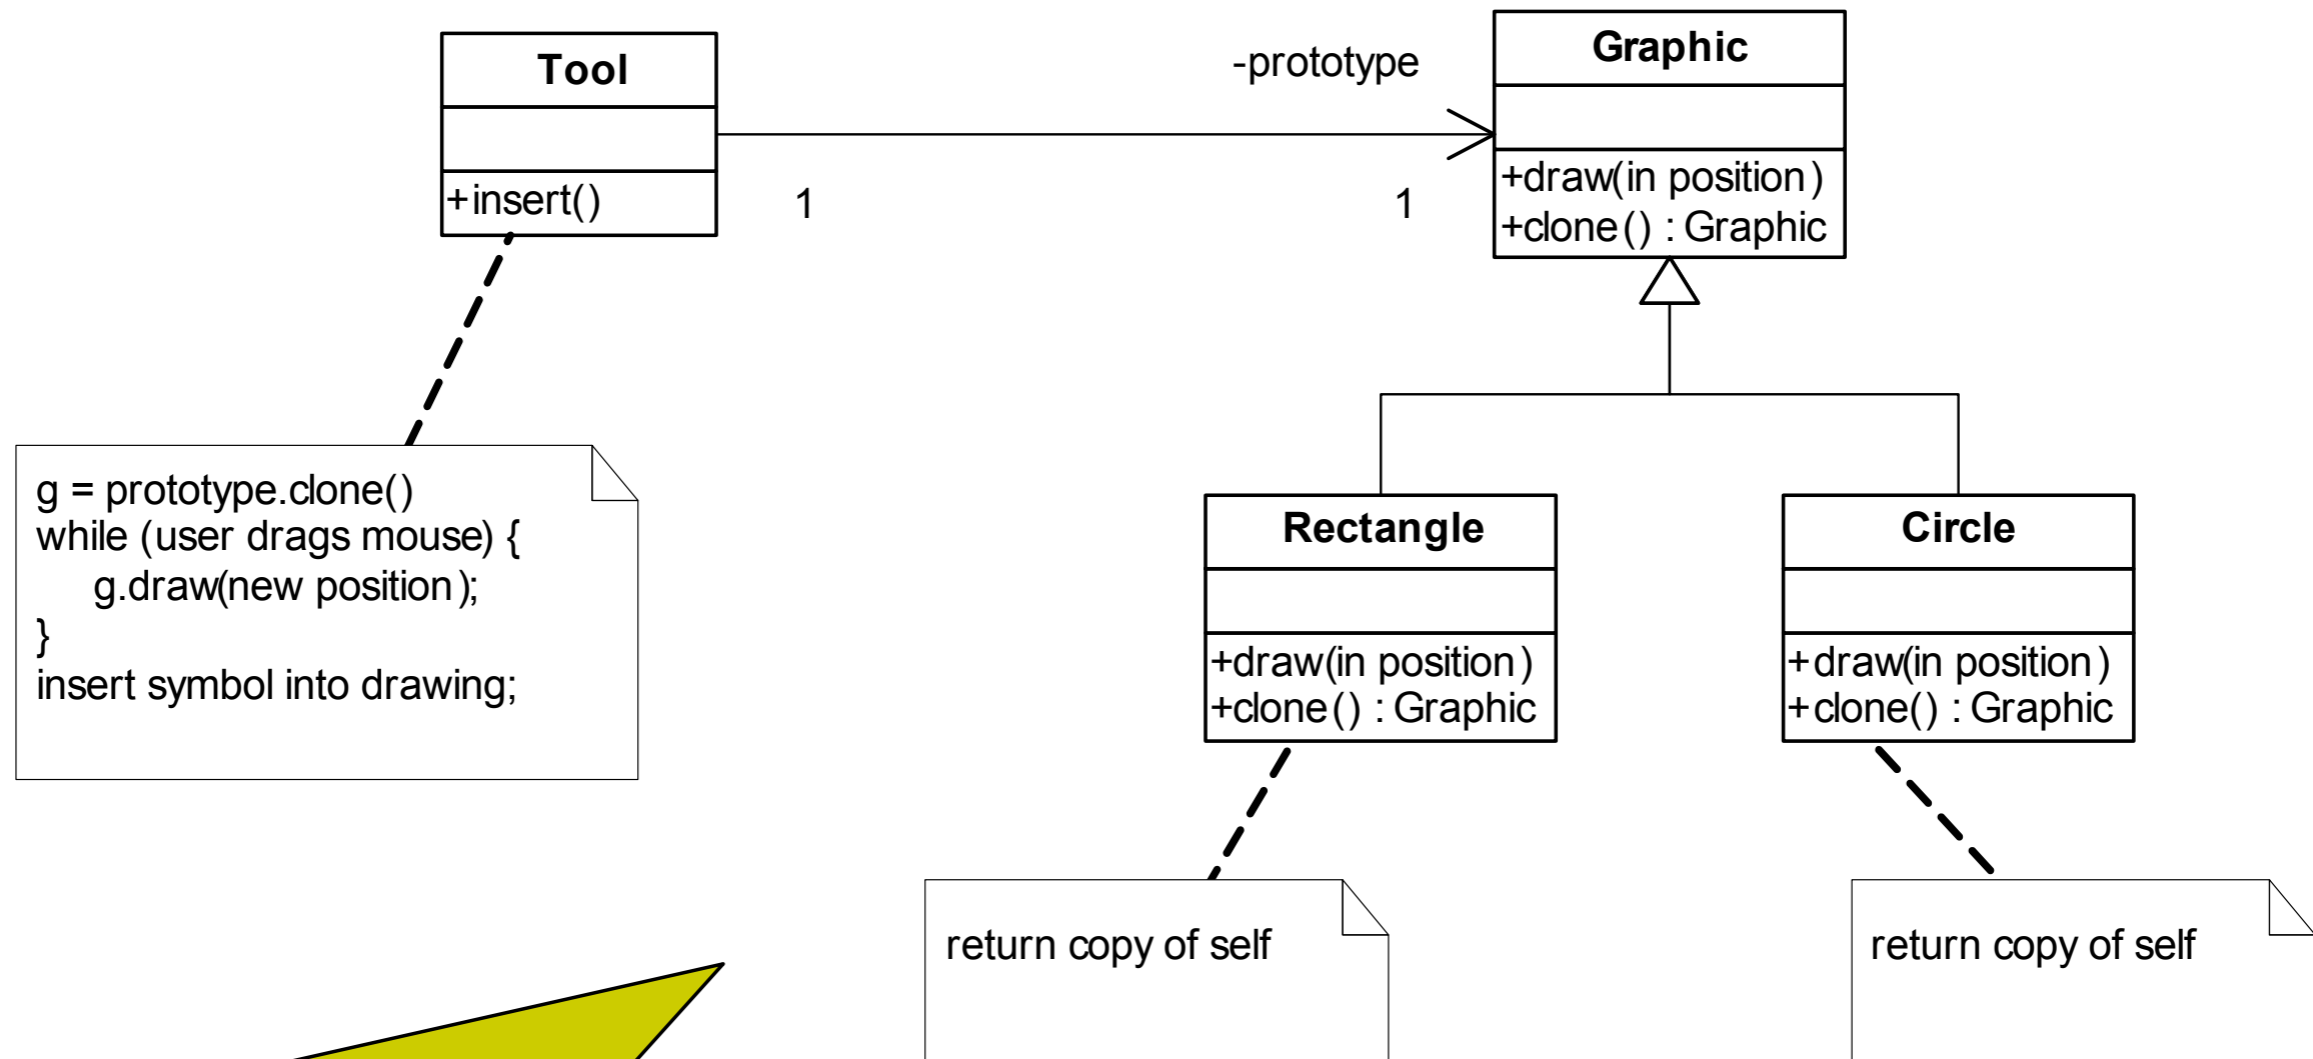 Tool
+insert()
1
-prototype
1
Graphic
+draw(in position)
+clone() : Graphic
g = prototype.clone()
while (user drags mouse) {
g.draw(new position);
}
insert symbol into drawing;
Rectangle
+draw(in position)
+clone() : Graphic
Circle
+draw(in position)
+clone() : Graphic
return copy of self
return copy of self